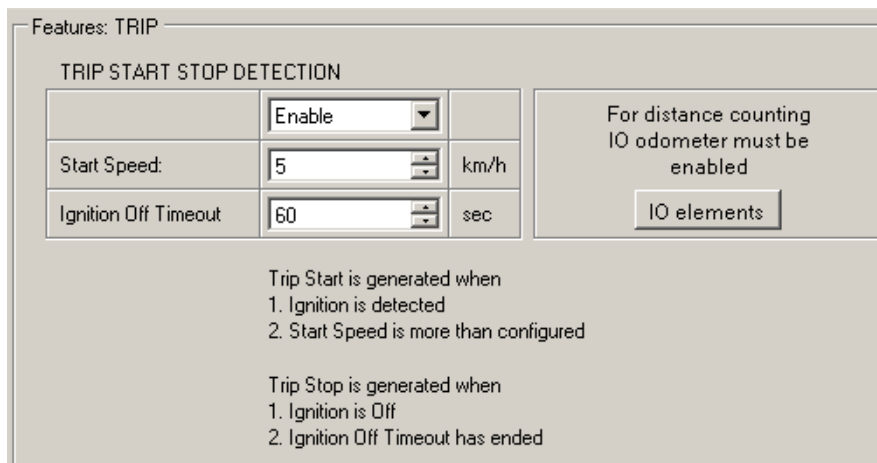 Features: TRIP
TRIP START STOP DETECTION
Enable
Start Speed: 5 km/h
Ignition Off Timeout 60 sec
For distance counting
IO odometer must be
enabled
IO elements
Trip Start is generated when
1. Ignition is detected
2. Start Speed is more than configured
Trip Stop is generated when
1. Ignition is Off
2. Ignition Off Timeout has ended